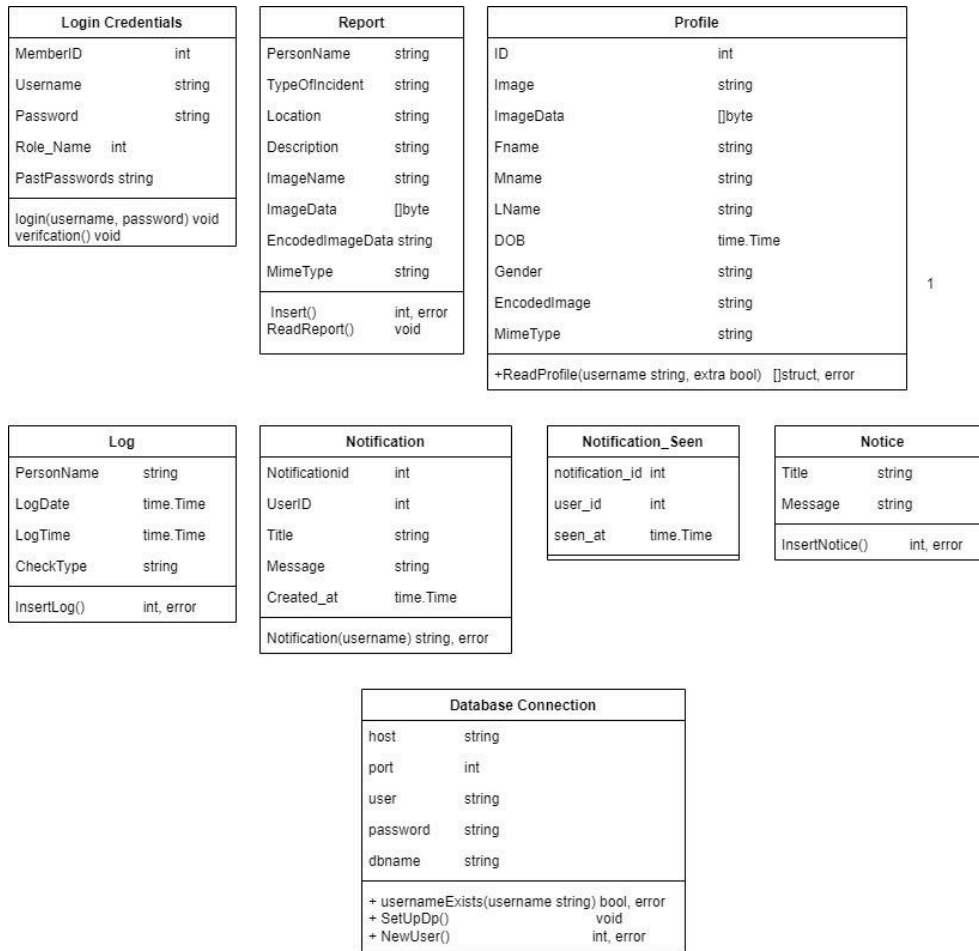 Login Credentials
MemberID int
Username string
Password string
Role_Name int
PastPasswords string
login(username, password) void
verifcation() void
Report
PersonName string
TypeOfIncident string
Location string
Description string
ImageName string
ImageData []byte
EncodedImageData string
MimeType string
Insert() int, error
ReadReport() void
Profile
ID int
Image string
ImageData []byte
Fname string
Mname string
LName string
DOB time.Time
Gender string
EncodedImage string
MimeType string
+ReadProfile(username string, extra bool) []struct, error
1
Log
PersonName string
LogDate time.Time
LogTime time.Time
CheckType string
InsertLog() int, error
Notification
Notificationid int
UserID int
Title string
Message string
Created_at time.Time
Notification(username) string, error
Notification_Seen
notification_id int
user_id int
seen_at time.Time
Notice
Title string
Message string
InsertNotice() int, error
Database Connection
host string
port int
user string
password string
dbname string
+ usernameExists(username string) bool, error
+ SetUpDp() void
+ NewUser() int, error